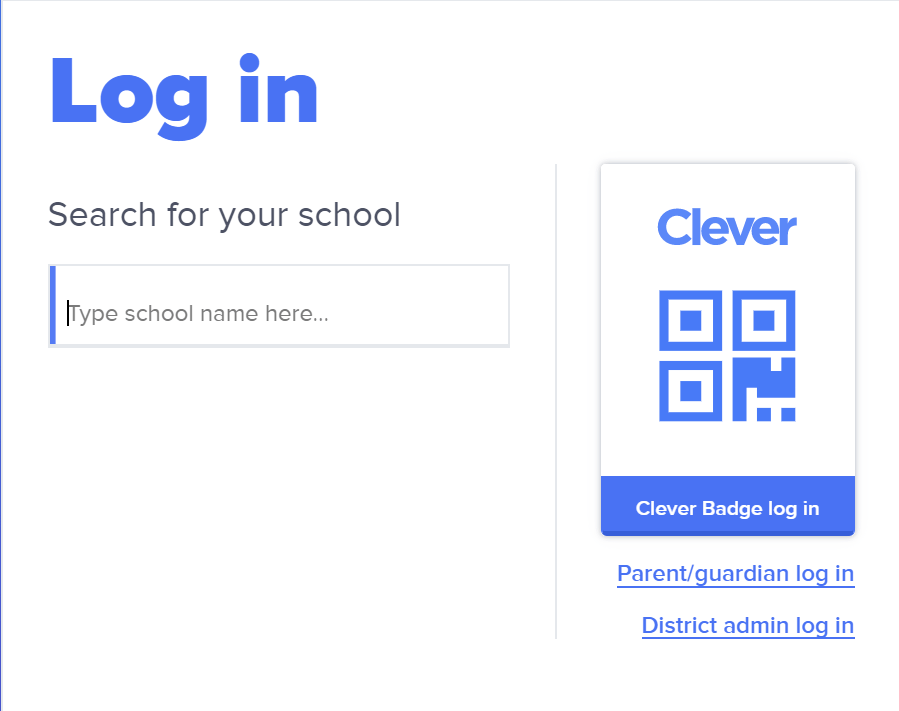 Log in
Search for your school
Type school name here...
Clever
Clever Badge log in
Parent/guardian log in
District admin log in